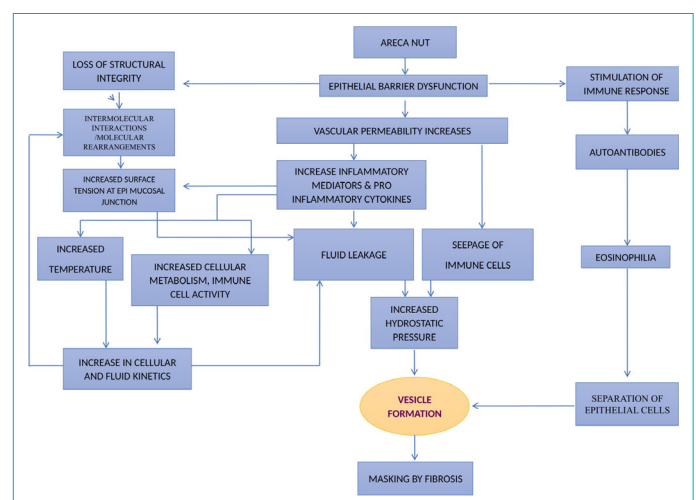 ARECA NUT
LOSS OF STRUCTURAL
INTEGRITY
EPITHELIAL BARRIER DYSFUNCTION
STIMULATION OF
IMMUNE RESPONSE
INTERMOLECULAR
INTERACTIONS
/MOLECULAR
REARRANGEMENTS
VASCULAR PERMEABILITY INCREASES
AUTOANTIBODIES
INCREASED SURFACE
TENSION AT EPI MUCOSAL
JUNCTION
INCREASE INFLAMMATORY
MEDIATORS & PRO
INFLAMMATORY CYTOKINES
INCREASED
TEMPERATURE
INCREASED CELLULAR
METABOLISM, IMMUNE
CELL ACTIVITY
FLUID LEAKAGE
SEEPAGE OF
IMMUNE CELLS
EOSINOPHILIA
INCREASED
HYDROSTATIC
PRESSURE
INCREASE IN CELLULAR
AND FLUID KINETICS
VESICLE
FORMATION
SEPARATION OF
EPITHELIAL CELLS
MASKING BY FIBROSIS